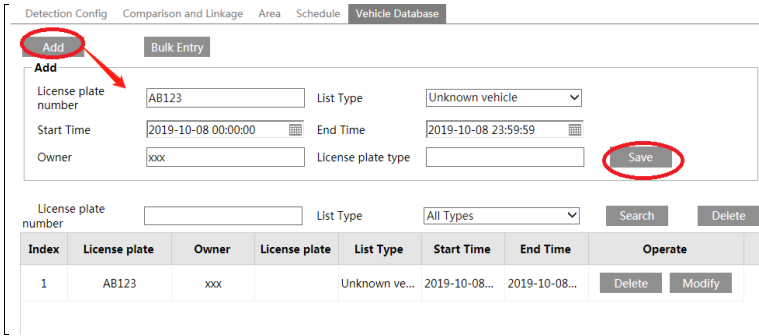 Detection Config Comparison and Linkage Area Schedule Vehicle Database
Add Bulk Entry
Add
License plate number AB123 List Type Unknown vehicle
Start Time 2019-10-08 00:00:00 End Time 2019-10-08 23:59:59
Owner xxx License plate type Save
License plate number List Type All Types Search Delete
Index License plate Owner License plate List Type Start Time End Time Operate
1 AB123 xxx Unknown ve... 2019-10-08... 2019-10-08... Delete Modify